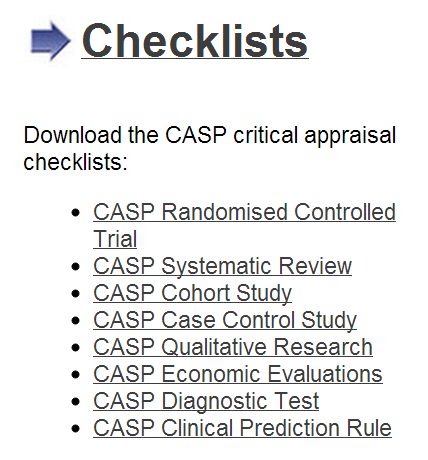 Checklists
Download the CASP critical appraisal
checklists:
CASP Randomised Controlled
Trial
CASP Systematic Review
CASP Cohort Study
CASP Case Control Study
CASP Qualitative Research
CASP Economic Evaluations
CASP Diagnostic Test
CASP Clinical Prediction Rule